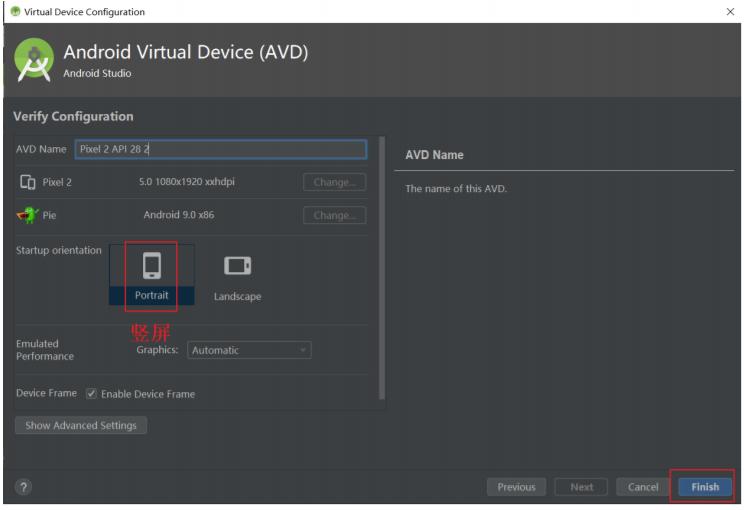 Virtual Device Configuration
Android Virtual Device (AVD)
Android Studio
Verify Configuration
AVD Name Pixel 2 API 28 2
AVD Name
The name of this AVD.
Pixel 2 5.0 1080x1920 xxhdpi Change...
Pie Android 9.0 x86 Change...
Startup orientation
Portrait Landscape
竖屏
Emulated
Performance
Graphics: Automatic
Device Frame Enable Device Frame
Show Advanced Settings
? Previous Next Cancel Finish